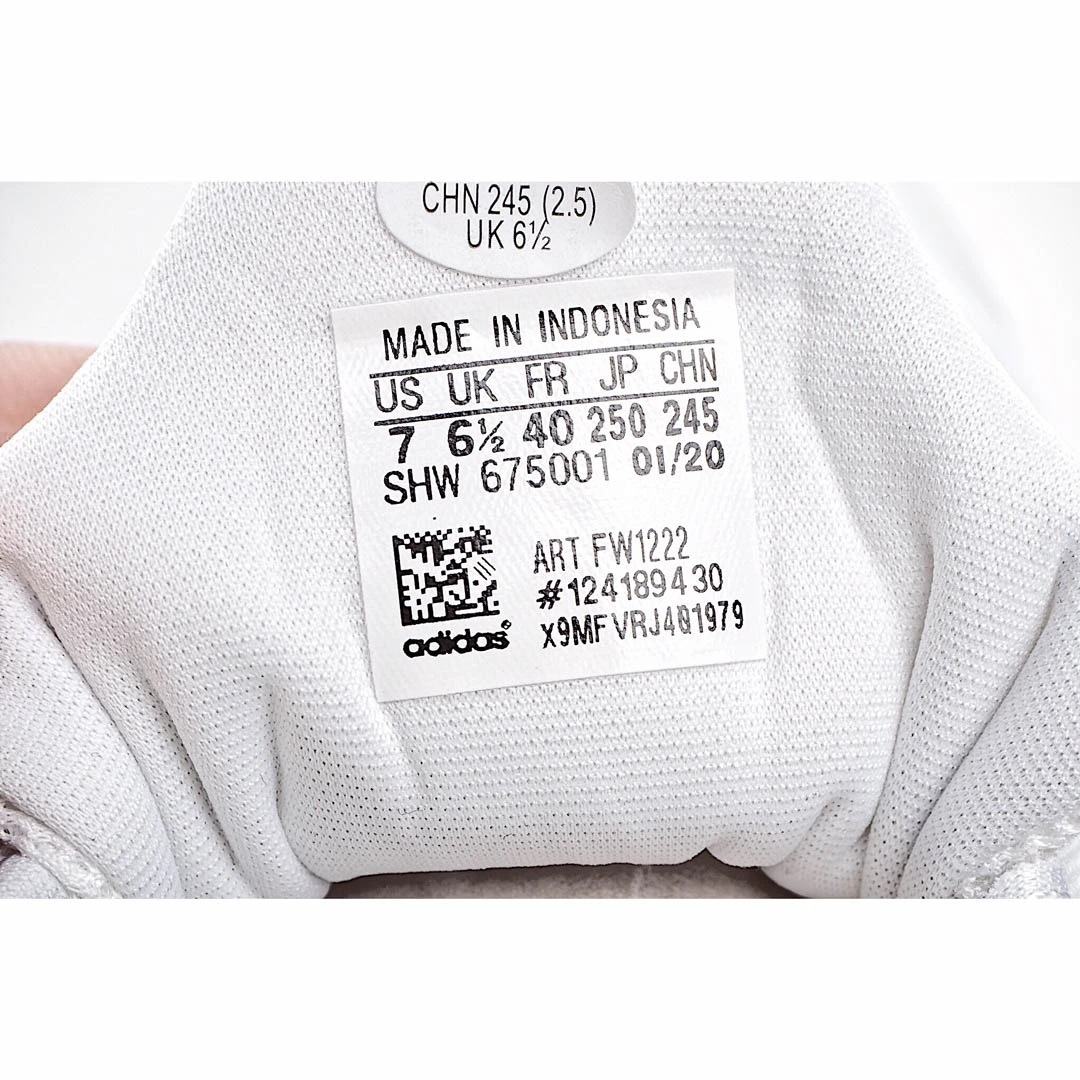 CHN 245 (2.5)
UK 6½
MADE IN INDONESIA
US UK FR JP CHN
7 6½ 40 250 245
SHW 675001 01/20
ART FW1222
#124189430
X9MFVRJ4Q1979
adidas®